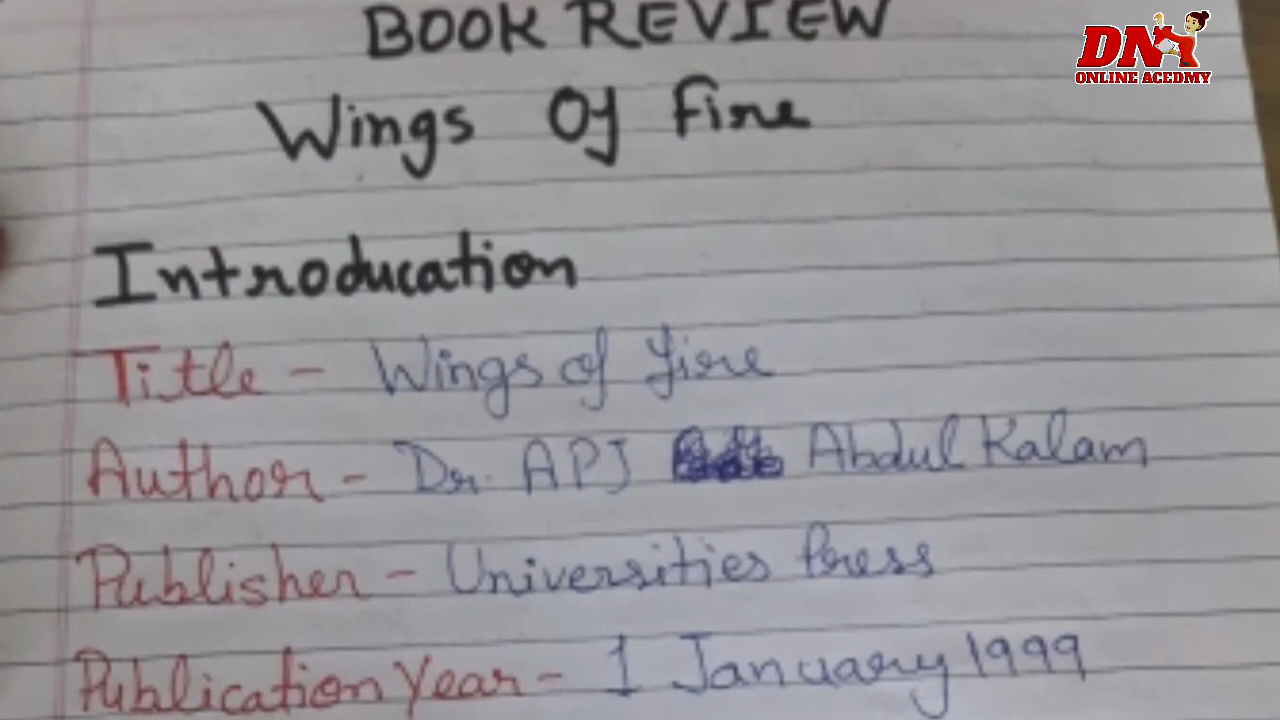 BOOK REVIEW
DNA
ONLINE ACEDMY
Wings Of Fire
Introducation
Title - Wings of fire
Author - Dr. APJ Abdul Kalam
Publisher - Universities Press
Publication Year - 1 January 1999